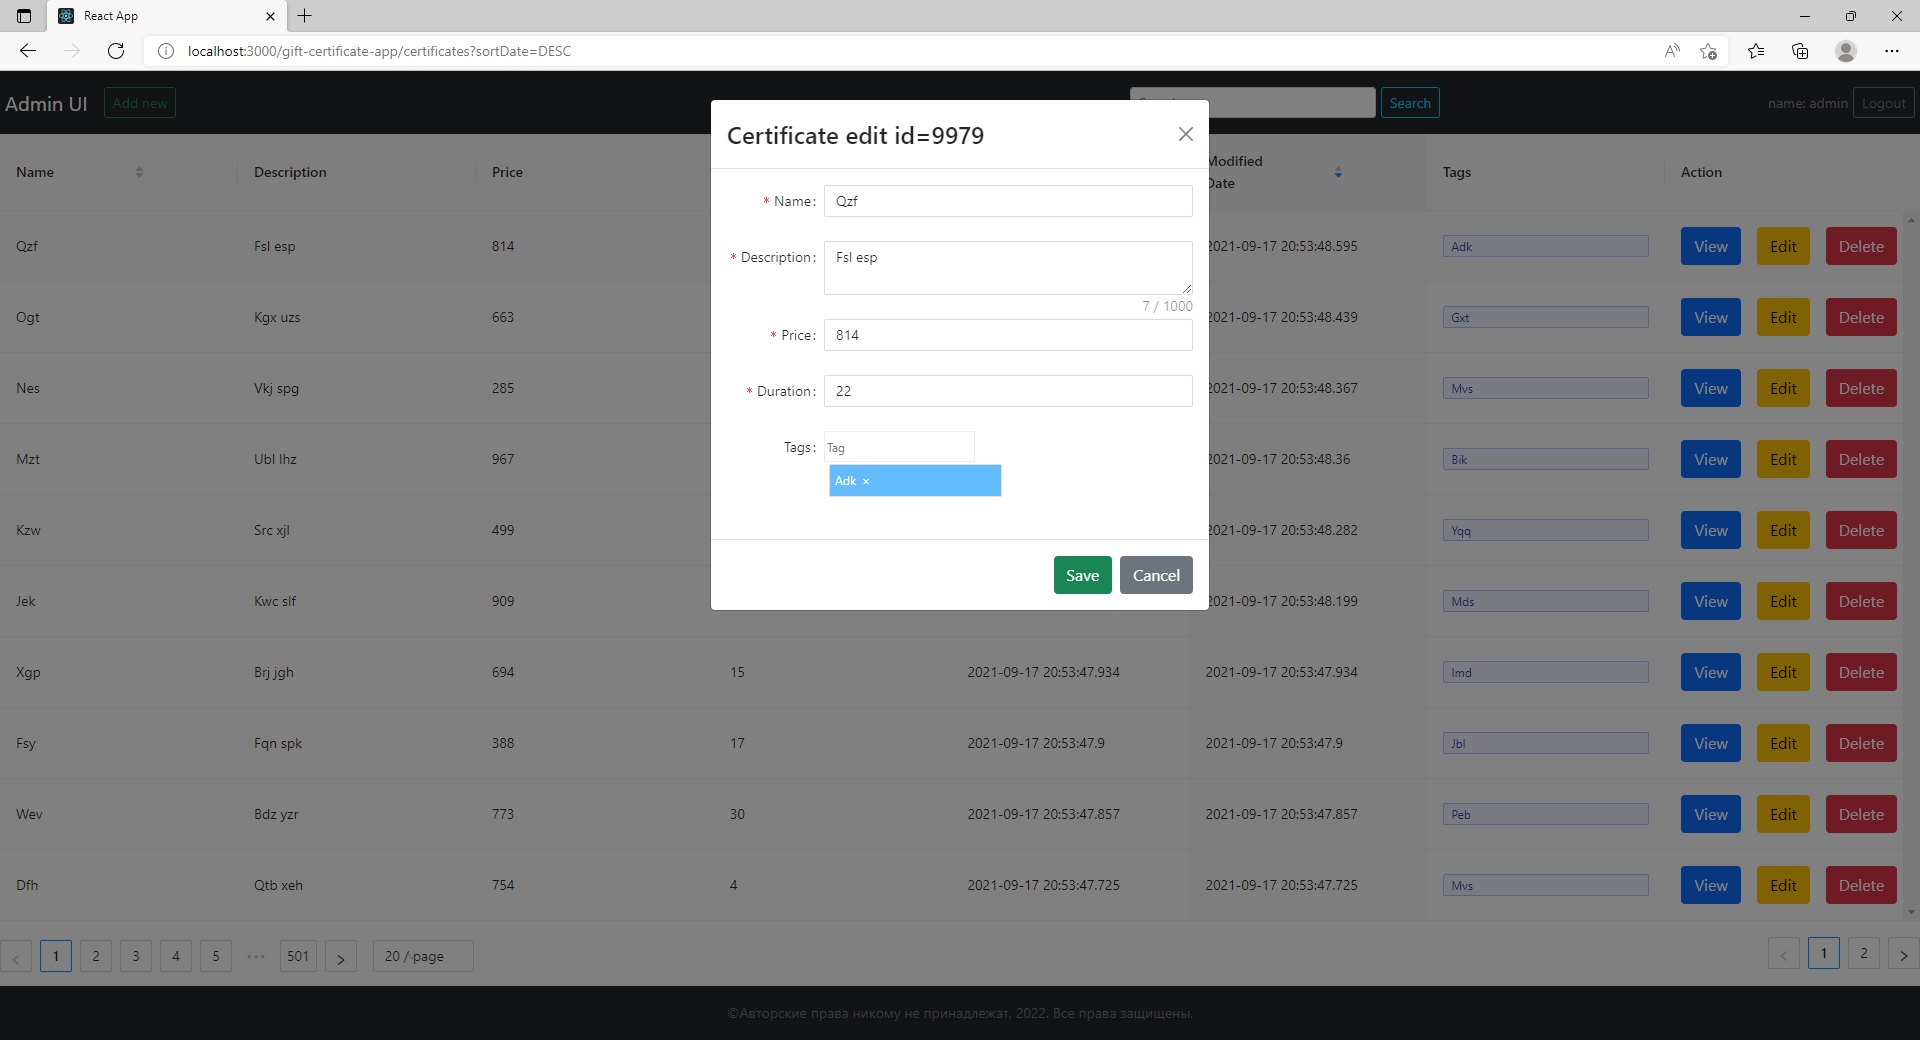 React App
localhost:3000/gift-certificate-app/certificates?sortDate=DESC
Admin UI Add new Search name: admin Logout
Certificate edit id=9979
* Name: Qzf
* Description: Fsl esp
7 / 1000
* Price: 814
* Duration: 22
Tags: Tag
Adk ×
Save Cancel
Name Description Price Modified Date Tags Action
Qzf Fsl esp 814 2021-09-17 20:53:48.595 Adk View Edit Delete
Ogt Kgx uzs 663 2021-09-17 20:53:48.439 Gxt View Edit Delete
Nes Vkj spg 285 2021-09-17 20:53:48.367 Mvs View Edit Delete
Mzt Ubl lhz 967 2021-09-17 20:53:48.36 Bik View Edit Delete
Kzw Src xjl 499 2021-09-17 20:53:48.282 Yqq View Edit Delete
Jek Kwc slf 909 2021-09-17 20:53:48.199 Mds View Edit Delete
Xgp Brj jgh 694 15 2021-09-17 20:53:47.934 2021-09-17 20:53:47.934 Imd View Edit Delete
Fsy Fqn spk 388 17 2021-09-17 20:53:47.9 2021-09-17 20:53:47.9 Jbl View Edit Delete
Wev Bdz yzr 773 30 2021-09-17 20:53:47.857 2021-09-17 20:53:47.857 Peb View Edit Delete
Dfh Qtb xeh 754 4 2021-09-17 20:53:47.725 2021-09-17 20:53:47.725 Mvs View Edit Delete
< 1 2 3 4 5 ••• 501 > 20 / page < 1 2 >
©Авторские права никому не принадлежат, 2022. Все права защищены.